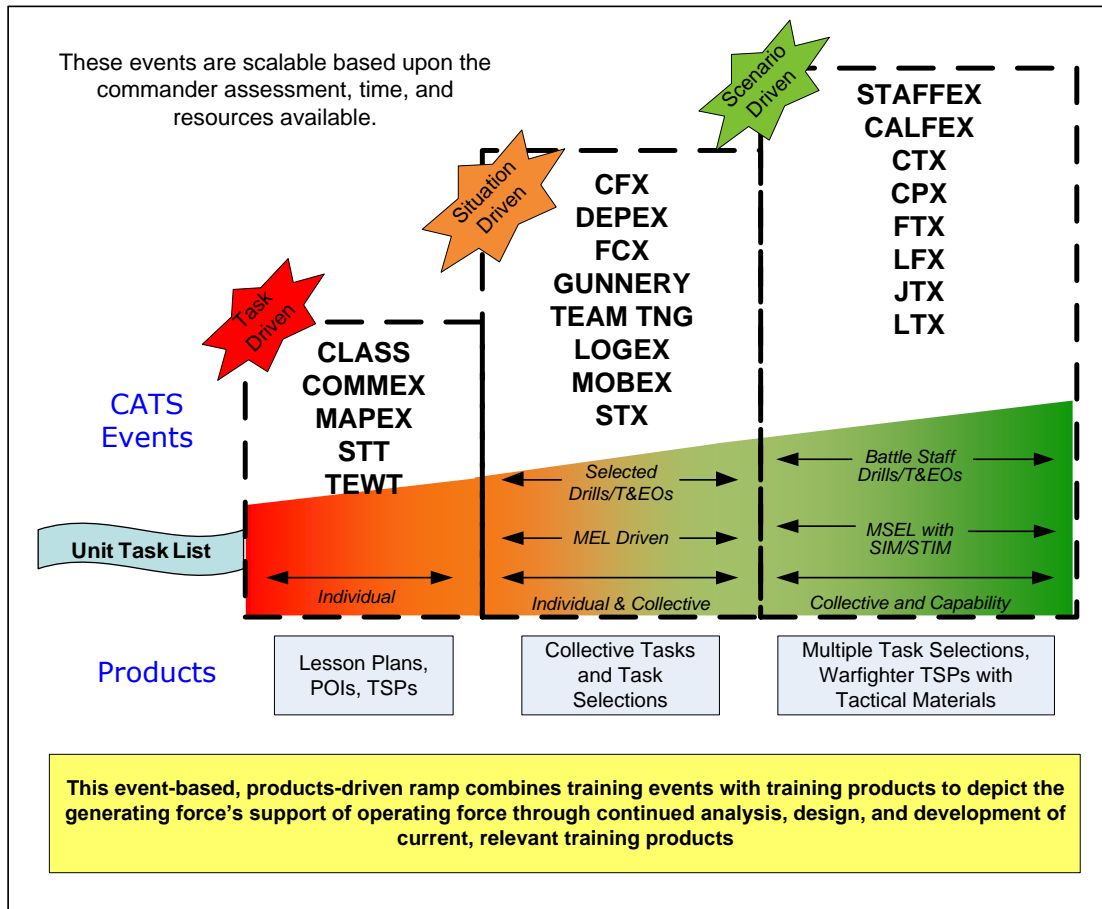 These events are scalable based upon the
commander assessment, time, and
resources available.
Task
Driven
Situation
Driven
Scenario
Driven
CLASS
COMMEX
MAPEX
STT
TEWT
CFX
DEPEX
FCX
GUNNERY
TEAM TNG
LOGEX
MOBEX
STX
STAFFEX
CALFEX
CTX
CPX
FTX
LFX
JTX
LTX
CATS
Events
Unit Task List
Individual
Selected
Drills/T&EOs
MEL Driven
Individual & Collective
Battle Staff
Drills/T&EOs
MSEL with
SIM/STIM
Collective and Capability
Products
Lesson Plans,
POIs, TSPs
Collective Tasks
and Task
Selections
Multiple Task Selections,
Warfighter TSPs with
Tactical Materials
This event-based, products-driven ramp combines training events with training products to depict the
generating force's support of operating force through continued analysis, design, and development of
current, relevant training products